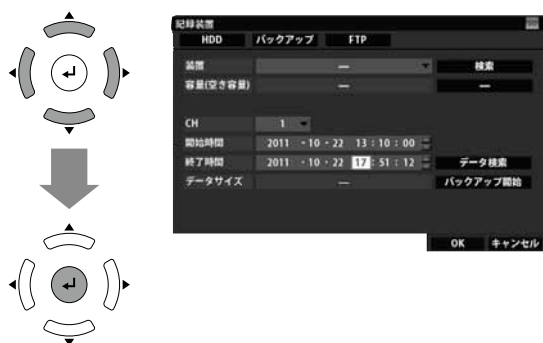 記録装置
HDD バックアップ FTP
装置 — 検索
容量(空き容量) — —
CH 1
開始時間 2011 - 10 - 22 13 : 10 : 00
終了時間 2011 - 10 - 22 17 : 51 : 12 データ検索
データサイズ — バックアップ開始
OK キャンセル